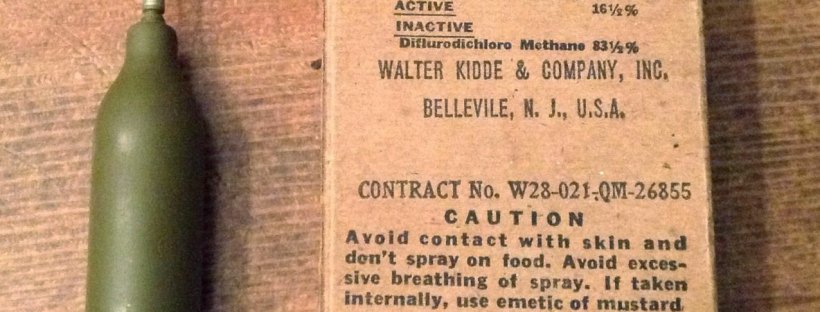 ACTIVE 16½%
INACTIVE
Diflurodichloro Methane 83½%
WALTER KIDDE & COMPANY, INC.
BELLEVILE, N. J., U.S.A.
CONTRACT No. W28-021-QM-26855
CAUTION
Avoid contact with skin and
don't spray on food. Avoid exces-
sive breathing of spray. If taken
internally, use emetic of mustard